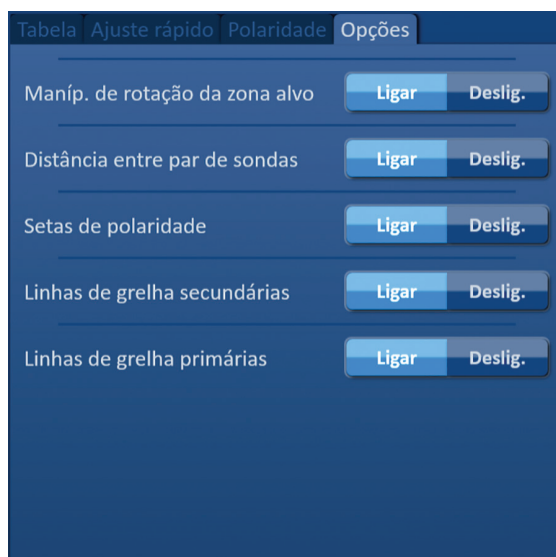 Tabela Ajuste rápido Polaridade Opções
Maníp. de rotação da zona alvo Ligar Deslig.
Distância entre par de sondas Ligar Deslig.
Setas de polaridade Ligar Deslig.
Linhas de grelha secundárias Ligar Deslig.
Linhas de grelha primárias Ligar Deslig.